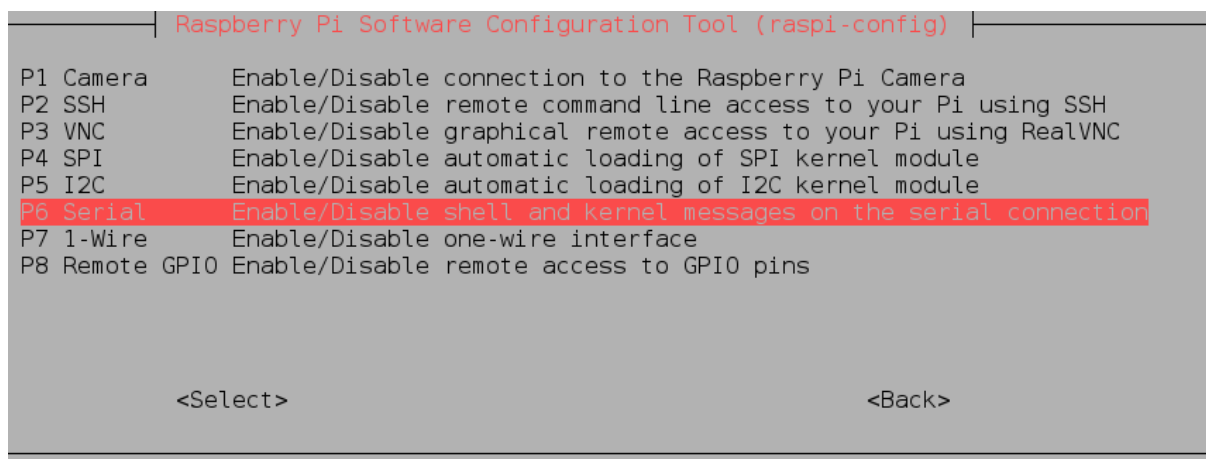 Raspberry Pi Software Configuration Tool (raspi-config)
P1 Camera Enable/Disable connection to the Raspberry Pi Camera
P2 SSH Enable/Disable remote command line access to your Pi using SSH
P3 VNC Enable/Disable graphical remote access to your Pi using RealVNC
P4 SPI Enable/Disable automatic loading of SPI kernel module
P5 I2C Enable/Disable automatic loading of I2C kernel module
P6 Serial Enable/Disable shell and kernel messages on the serial connection
P7 1-Wire Enable/Disable one-wire interface
P8 Remote GPIO Enable/Disable remote access to GPIO pins
<Select> <Back>